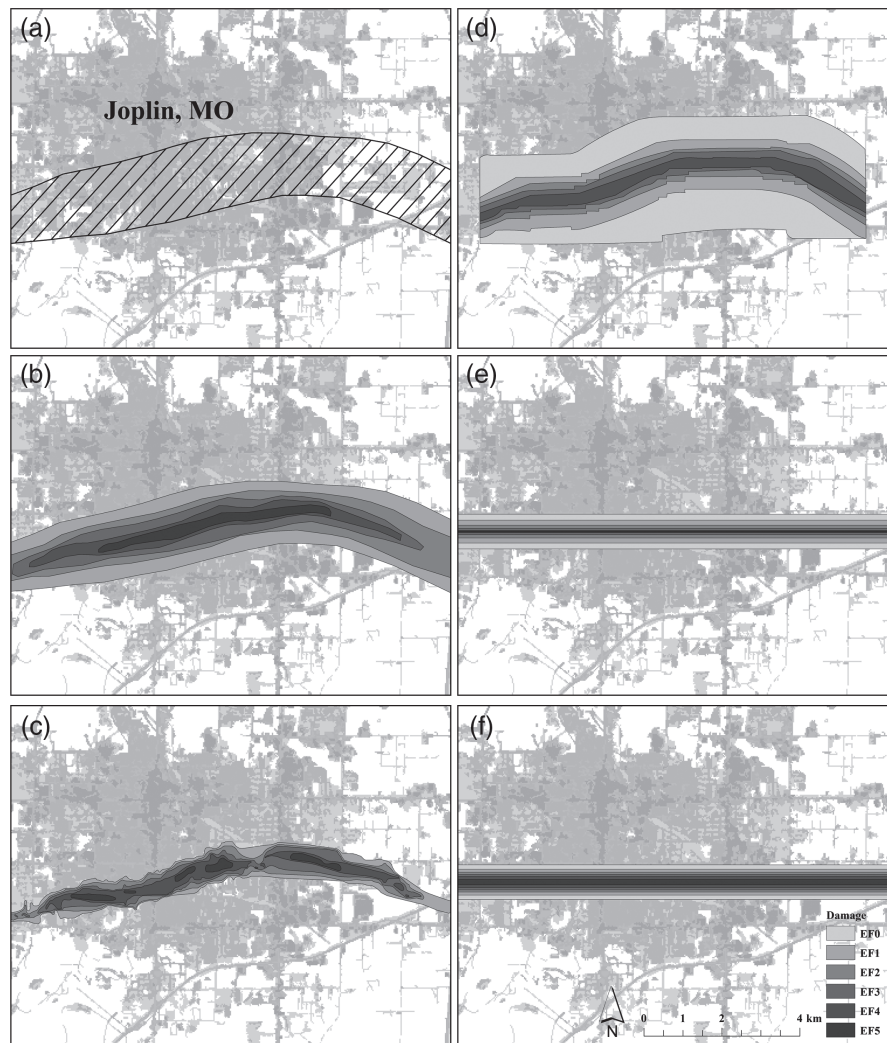 (a)
Joplin, MO
(d)
(b)
(e)
(c)
(f)
Damage
EF0
EF1
EF2
EF3
EF4
EF5
N
0 1 2 4 km